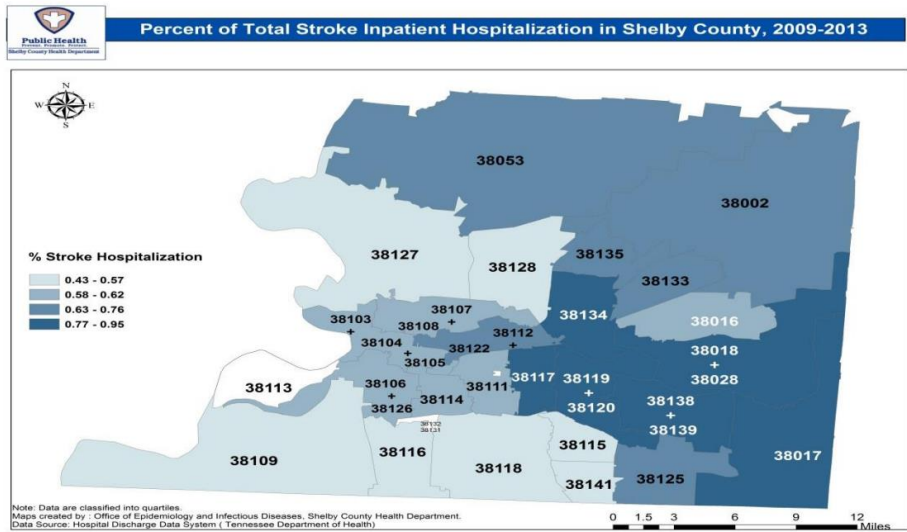 Public Health
Prevent. Promote. Protect.
Shelby County Health Department
Percent of Total Stroke Inpatient Hospitalization in Shelby County, 2009-2013
N
W E
S
38053
38002
38127
38135
38128
38133
% Stroke Hospitalization
0.43 - 0.57
0.58 - 0.62
0.63 - 0.76
0.77 - 0.95
38107
38103
38108
38112
38134
38016
38104
38122
38105
38018
38113
38106
38111
38117
38119
38028
38126
38114
38120
38138
38139
38132
38131
38109
38116
38118
38115
38017
38141
38125
Note: Data are classified into quartiles.
Maps created by : Office of Epidemiology and Infectious Diseases, Shelby County Health Department.
Data Source: Hospital Discharge Data System ( Tennessee Department of Health)
0 1.5 3 6 9 12
Miles